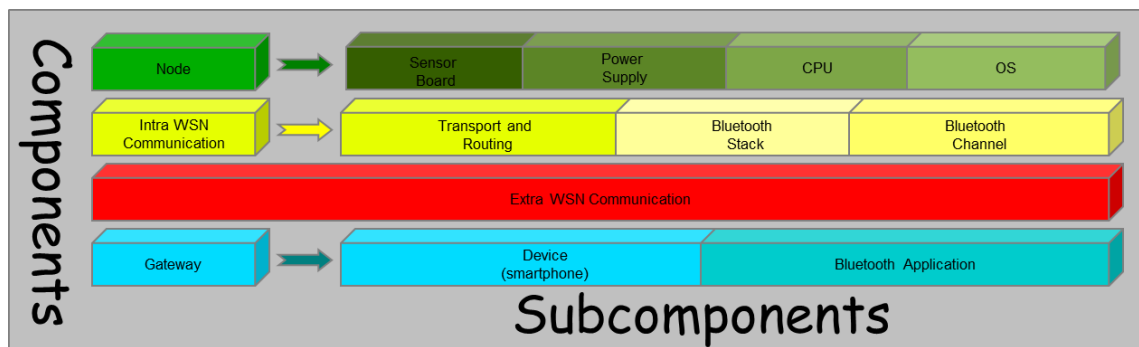 Components
Node
Sensor
Board
Power
Supply
CPU
OS
Intra WSN
Communication
Transport and
Routing
Bluetooth
Stack
Bluetooth
Channel
Extra WSN Communication
Gateway
Device
(smartphone)
Bluetooth Application
Subcomponents